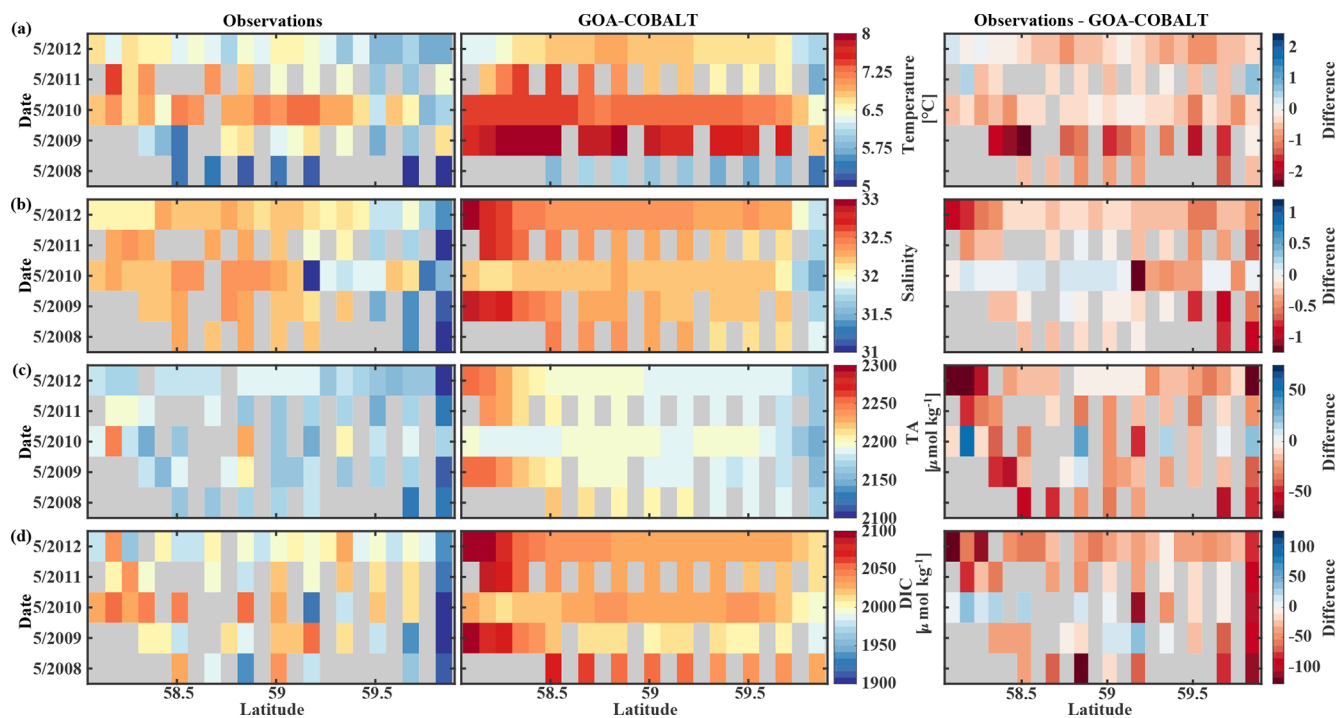 Observations GOA-COBALT Observations - GOA-COBALT
(a)
5/2012
5/2011
5/2010
5/2009
5/2008
Date
8
7.25
6.5
5.75
5
Temperature
[°C]
2
1
0
-1
-2
Difference
(b)
5/2012
5/2011
5/2010
5/2009
5/2008
Date
33
32.5
32
31.5
31
Salinity
1
0.5
0
-0.5
-1
Difference
(c)
5/2012
5/2011
5/2010
5/2009
5/2008
Date
2300
2250
2200
2150
2100
TA
[μ mol kg⁻¹]
50
0
-50
Difference
(d)
5/2012
5/2011
5/2010
5/2009
5/2008
Date
2100
2050
2000
1950
1900
DIC
[μ mol kg⁻¹]
100
50
0
-50
-100
Difference
58.5 59 59.5 58.5 59 59.5 58.5 59 59.5
Latitude Latitude Latitude